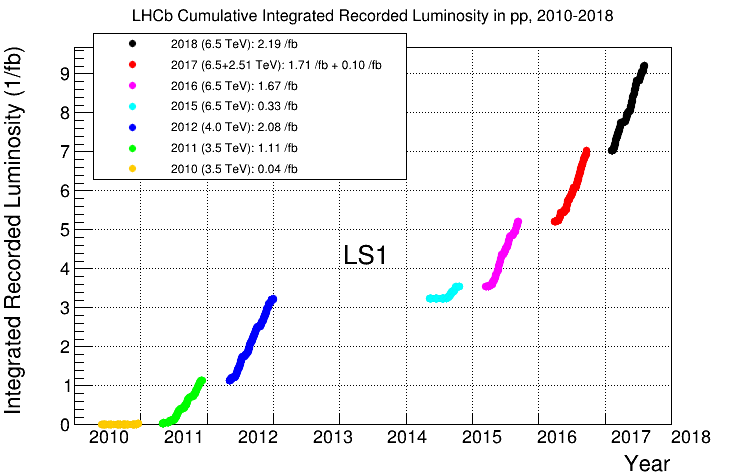 LHCb Cumulative Integrated Recorded Luminosity in pp, 2010-2018
Integrated Recorded Luminosity (1/fb)
2018 (6.5 TeV): 2.19 /fb
2017 (6.5+2.51 TeV): 1.71 /fb + 0.10 /fb
2016 (6.5 TeV): 1.67 /fb
2015 (6.5 TeV): 0.33 /fb
2012 (4.0 TeV): 2.08 /fb
2011 (3.5 TeV): 1.11 /fb
2010 (3.5 TeV): 0.04 /fb
9
8
7
6
5
4
3
2
1
0
LS1
2010 2011 2012 2013 2014 2015 2016 2017 2018
Year